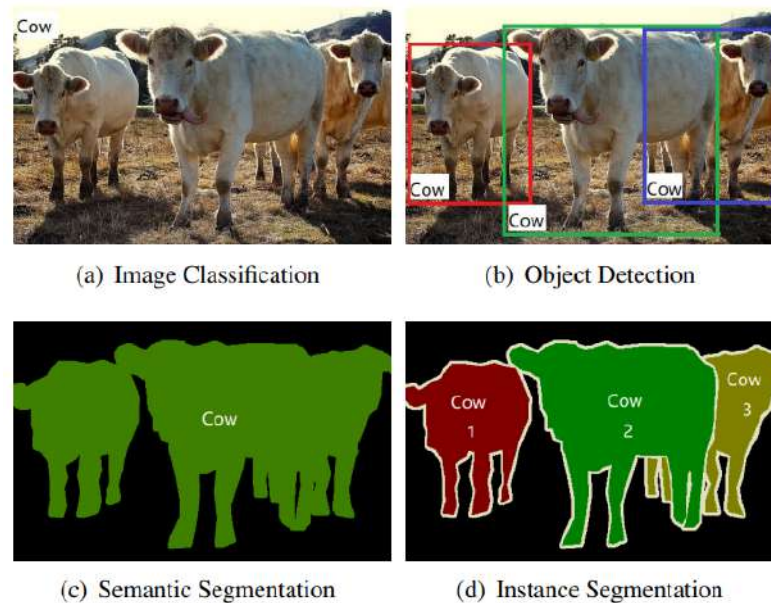 Cow
Cow
Cow
Cow
(a) Image Classification
(b) Object Detection
Cow
Cow
1
Cow
2
Cow
3
(c) Semantic Segmentation
(d) Instance Segmentation